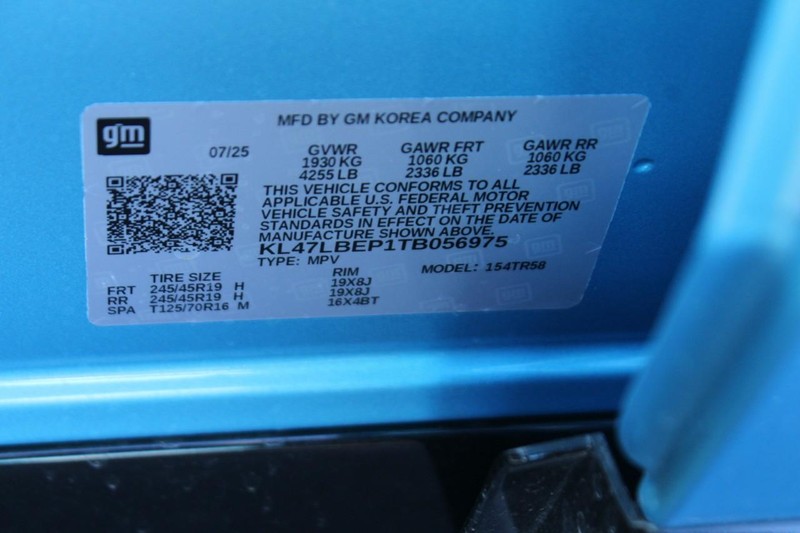 gm
MFD BY GM KOREA COMPANY
07/25
GVWR GAWR FRT GAWR RR
1930 KG 1060 KG 1060 KG
4255 LB 2336 LB 2336 LB
THIS VEHICLE CONFORMS TO ALL
APPLICABLE U.S. FEDERAL MOTOR
VEHICLE SAFETY AND THEFT PREVENTION
STANDARDS IN EFFECT ON THE DATE OF
MANUFACTURE SHOWN ABOVE.
KL47LBEP1TB056975
TYPE: MPV MODEL: 154TR58
TIRE SIZE RIM
FRT 245/45R19 H 19X8J
RR 245/45R19 H 19X8J
SPA T125/70R16 M 16X4BT